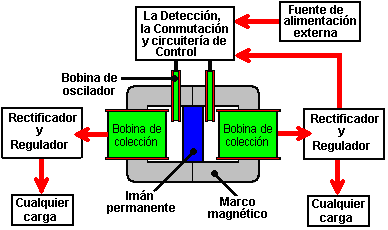 La Detección,
la Conmutación
y circuitería de
Control
Fuente de
alimentación
externa
Bobina de
oscilador
Rectificador
y
Regulador
Bobina de
colección
Bobina de
colección
Rectificador
y
Regulador
Imán
permanente
Marco
magnético
Cualquier
carga
Cualquier
carga